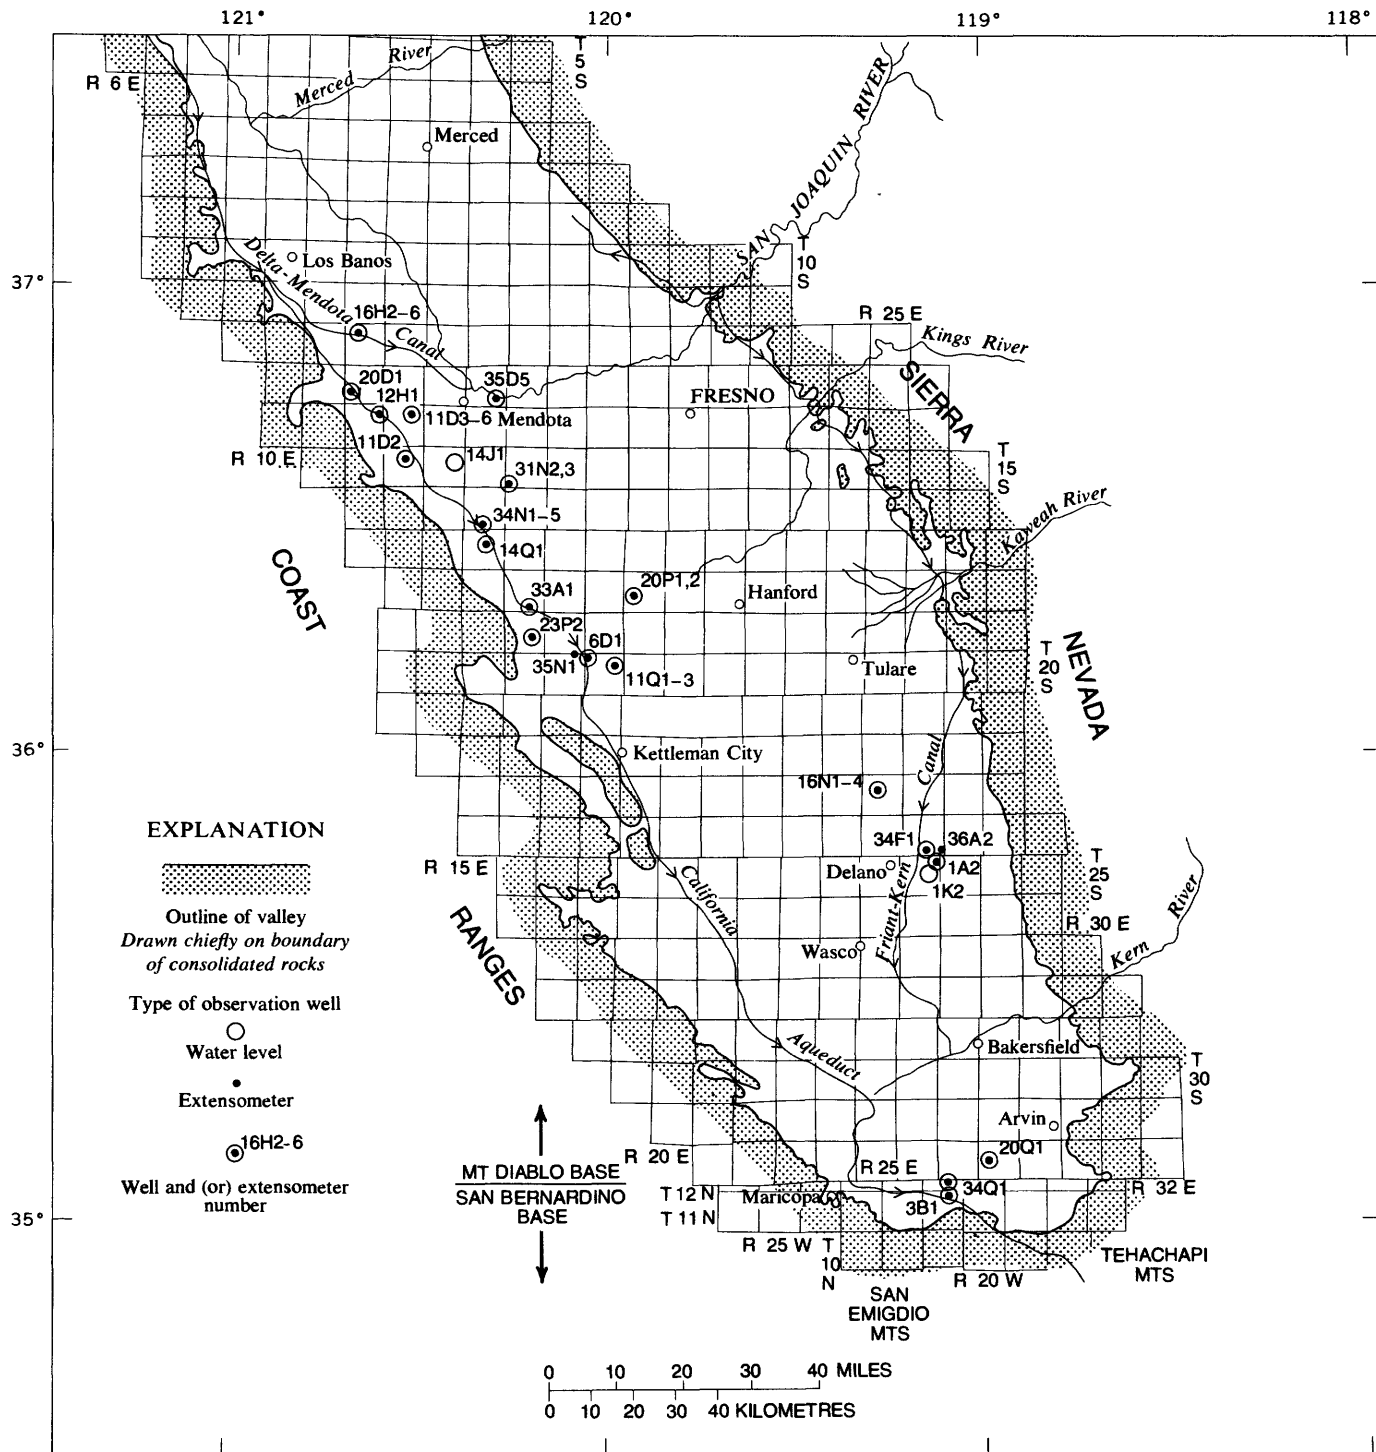 121°
120°
119°
118°
37°
36°
35°
R 6 E
T
5
S
Merced River
Merced
SAN JOAQUIN RIVER
T
10
S
Delta-Mendota Canal
Los Banos
16H2-6
R 25 E
Kings River
SIERRA
20D1
35D5
12H1
FRESNO
11D3-6
Mendota
11D2
R 10 E
14J1
31N2,3
T
15
S
34N1-5
Kaweah River
14Q1
COAST
33A1
20P1,2
Hanford
23P2
6D1
35N1
11Q1-3
Tulare
T
20
S
NEVADA
Kettleman City
16N1-4
Canal
34F1
36A2
Delano
1A2
1K2
T
25
S
R 15 E
California
Friant-Kern
River
R 30 E
Kern
RANGES
Wasco
Aqueduct
Bakersfield
T
30
S
Arvin
20Q1
R 20 E
R 25 E
34Q1
R 32 E
T 12 N
Maricopa
3B1
T 11 N
R 25 W
T
10
N
R 20 W
TEHACHAPI
MTS
SAN
EMIGDIO
MTS
EXPLANATION
Outline of valley
Drawn chiefly on boundary
of consolidated rocks
Type of observation well
Water level
Extensometer
16H2-6
Well and (or) extensometer
number
MT DIABLO BASE
SAN BERNARDINO
BASE
0 10 20 30 40 MILES
0 10 20 30 40 KILOMETRES